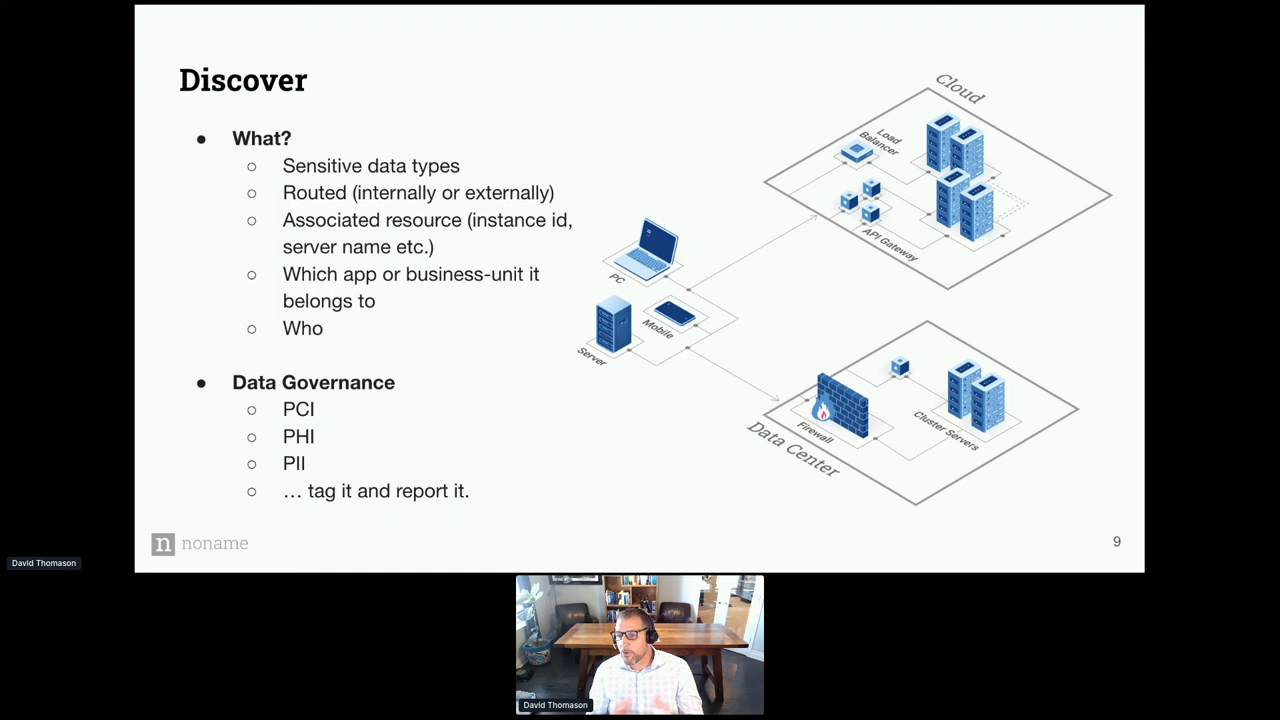 Discover
● What?
○ Sensitive data types
○ Routed (internally or externally)
○ Associated resource (instance id,
server name etc.)
○ Which app or business-unit it
belongs to
○ Who
● Data Governance
○ PCI
○ PHI
○ PII
○ … tag it and report it.
Cloud
Load
Balancer
API Gateway
PC
Mobile
Server
Firewall
Cluster Servers
Data Center
n noname
9
David Thomason
David Thomason